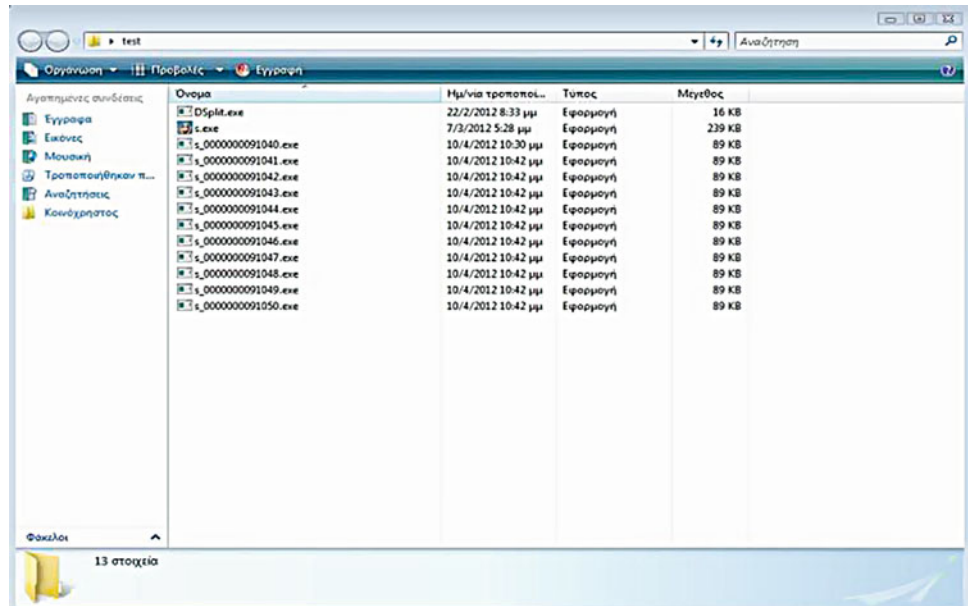 test
Αναζήτηση
Οργάνωση Προβολές Εγγραφή
Αγαπημένες συνδέσεις
Έγγραφα
Εικόνες
Μουσική
Τροποποιήθηκαν π...
Αναζητήσεις
Κοινόχρηστος
Φάκελοι
Όνομα Ημ/νία τροποποί... Τύπος Μέγεθος
DSplit.exe 22/2/2012 8:33 μμ Εφαρμογή 16 KB
s.exe 7/3/2012 5:28 μμ Εφαρμογή 239 KB
s_0000000091040.exe 10/4/2012 10:30 μμ Εφαρμογή 89 KB
s_0000000091041.exe 10/4/2012 10:42 μμ Εφαρμογή 89 KB
s_0000000091042.exe 10/4/2012 10:42 μμ Εφαρμογή 89 KB
s_0000000091043.exe 10/4/2012 10:42 μμ Εφαρμογή 89 KB
s_0000000091044.exe 10/4/2012 10:42 μμ Εφαρμογή 89 KB
s_0000000091045.exe 10/4/2012 10:42 μμ Εφαρμογή 89 KB
s_0000000091046.exe 10/4/2012 10:42 μμ Εφαρμογή 89 KB
s_0000000091047.exe 10/4/2012 10:42 μμ Εφαρμογή 89 KB
s_0000000091048.exe 10/4/2012 10:42 μμ Εφαρμογή 89 KB
s_0000000091049.exe 10/4/2012 10:42 μμ Εφαρμογή 89 KB
s_0000000091050.exe 10/4/2012 10:42 μμ Εφαρμογή 89 KB
13 στοιχεία